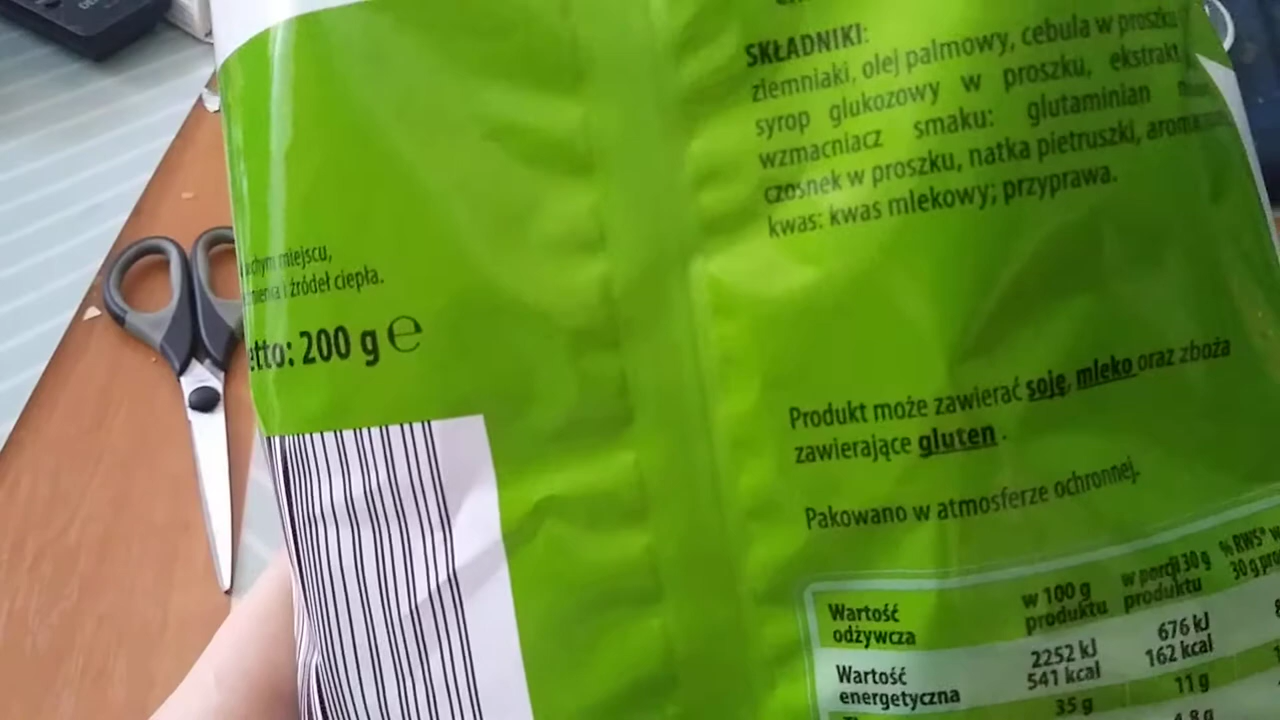 miejscu,
i źródeł ciepła.
200 g e
SKŁADNIKI:
ziemniaki, olej palmowy, cebula w proszku
syrop glukozowy w proszku, ekstrakt
wzmacniacz smaku: glutaminian
czosnek w proszku, natka pietruszki,
kwas: kwas mlekowy; przyprawa.
Produkt może zawierać soję, mleko oraz zboża
zawierające gluten.
Pakowano w atmosferze ochronnej.
Wartość odżywcza
w 100 g produktu
w porcji 30 g produktu
% RWS*
30 g
Wartość energetyczna
2252 kJ
541 kcal
676 kJ
162 kcal
35 g
11 g
4.8 g